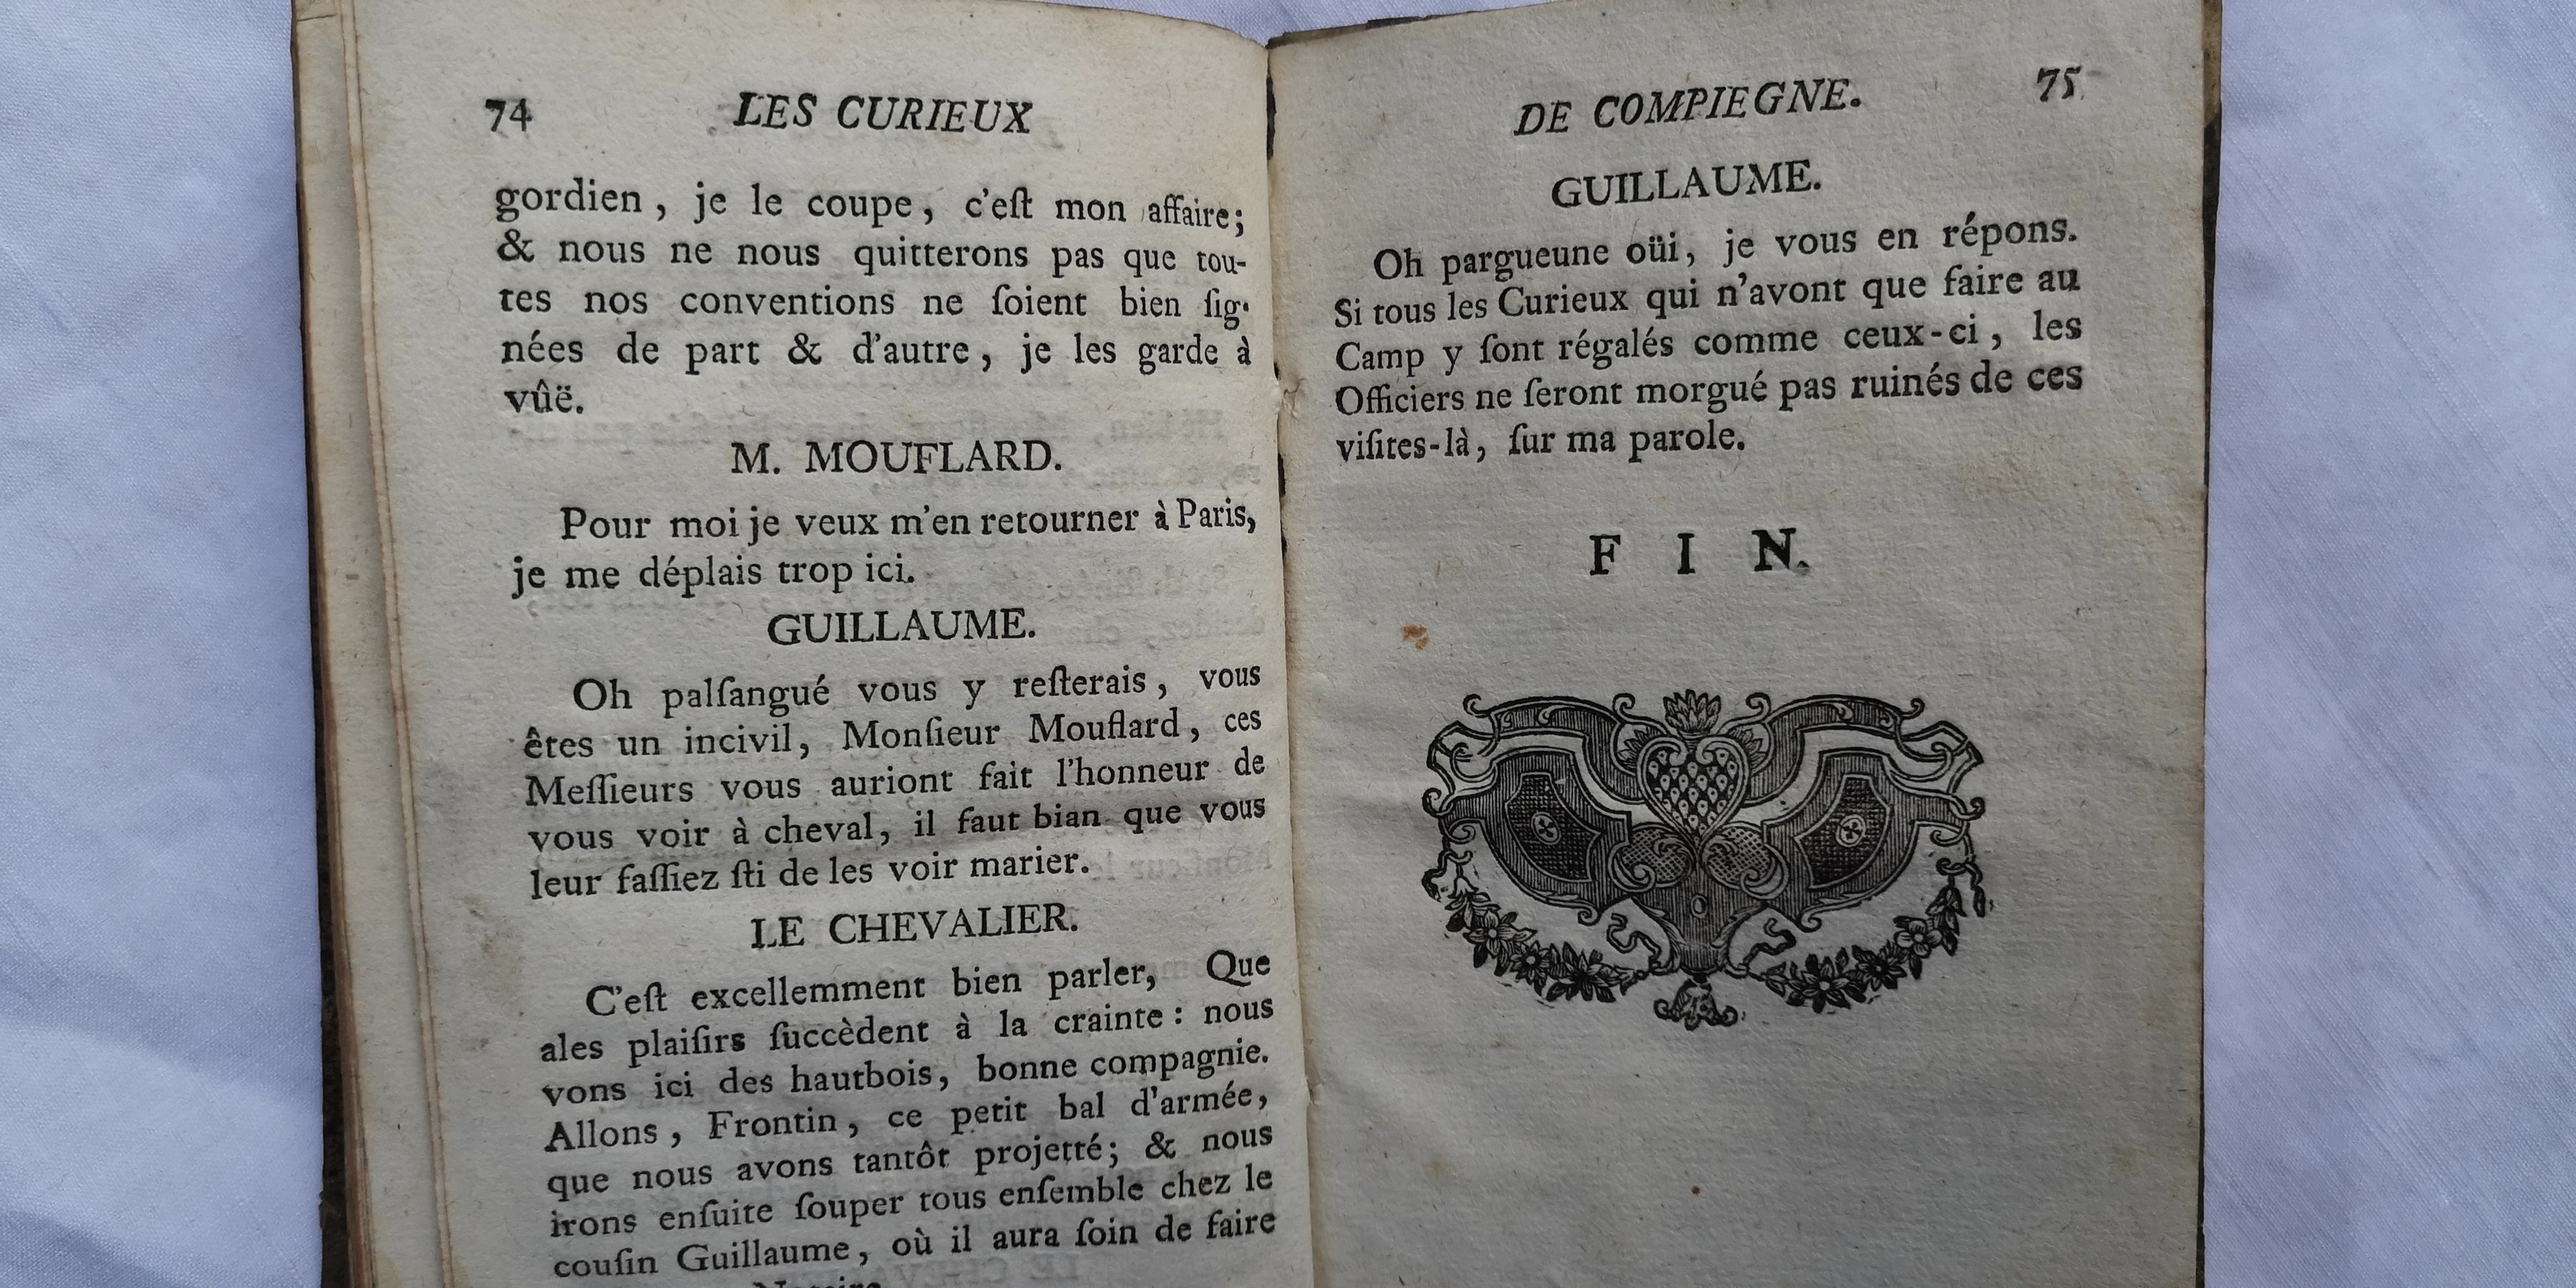 74 LES CURIEUX
gordien, je le coupe, c'eſt mon affaire;
& nous ne nous quitterons pas que tou-
tes nos conventions ne ſoient bien ſig-
nées de part & d'autre, je les garde à
vûë.
M. MOUFLARD.
Pour moi je veux m'en retourner à Paris,
je me déplais trop ici.
GUILLAUME.
Oh palſangué vous y reſterais, vous
êtes un incivil, Monſieur Mouflard, ces
Meſſieurs vous auriont fait l'honneur de
vous voir à cheval, il faut bian que vous
leur faſſiez ſti de les voir marier.
LE CHEVALIER.
C'eſt excellemment bien parler, Que
ales plaiſirs ſuccèdent à la crainte: nous
vons ici des hautbois, bonne compagnie.
Allons, Frontin, ce petit bal d'armée,
que nous avons tantôt projetté; & nous
irons enſuite ſouper tous enſemble chez le
couſin Guillaume, où il aura ſoin de faire
DE COMPIEGNE. 75
GUILLAUME.
Oh pargueune oüi, je vous en répons.
Si tous les Curieux qui n'avont que faire au
Camp y ſont régalés comme ceux-ci, les
Officiers ne ſeront morgué pas ruinés de ces
viſites-là, ſur ma parole.
FIN.